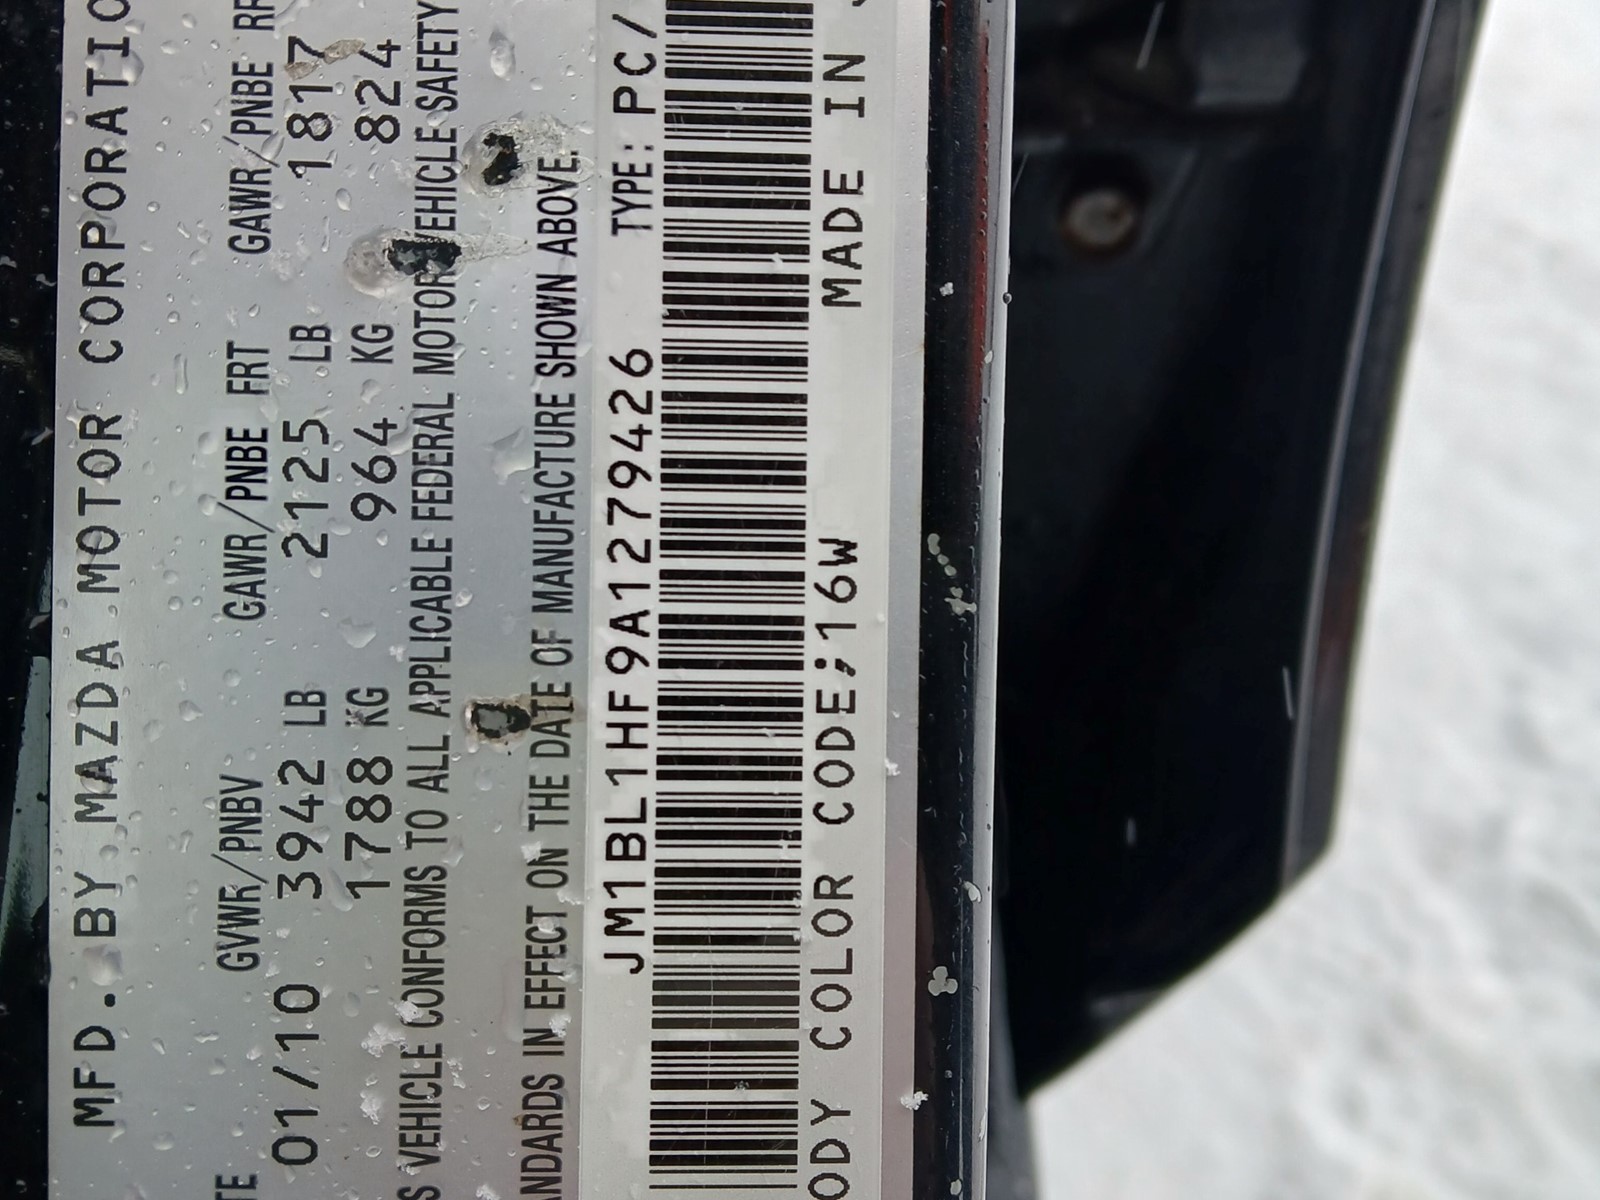 MFD. BY MAZDA MOTOR CORPORATIO
TE GVWR/PNBV GAWR/PNBE FRT GAWR/PNBE RR
01/10 3942 LB 2125 LB 1817
1788 KG 964 KG 824
S VEHICLE CONFORMS TO ALL APPLICABLE FEDERAL MOTOR VEHICLE SAFETY
ANDARDS IN EFFECT ON THE DATE OF MANUFACTURE SHOWN ABOVE.
JM1BL1HF9A1279426 TYPE: PC/
ODY COLOR CODE;16W MADE IN